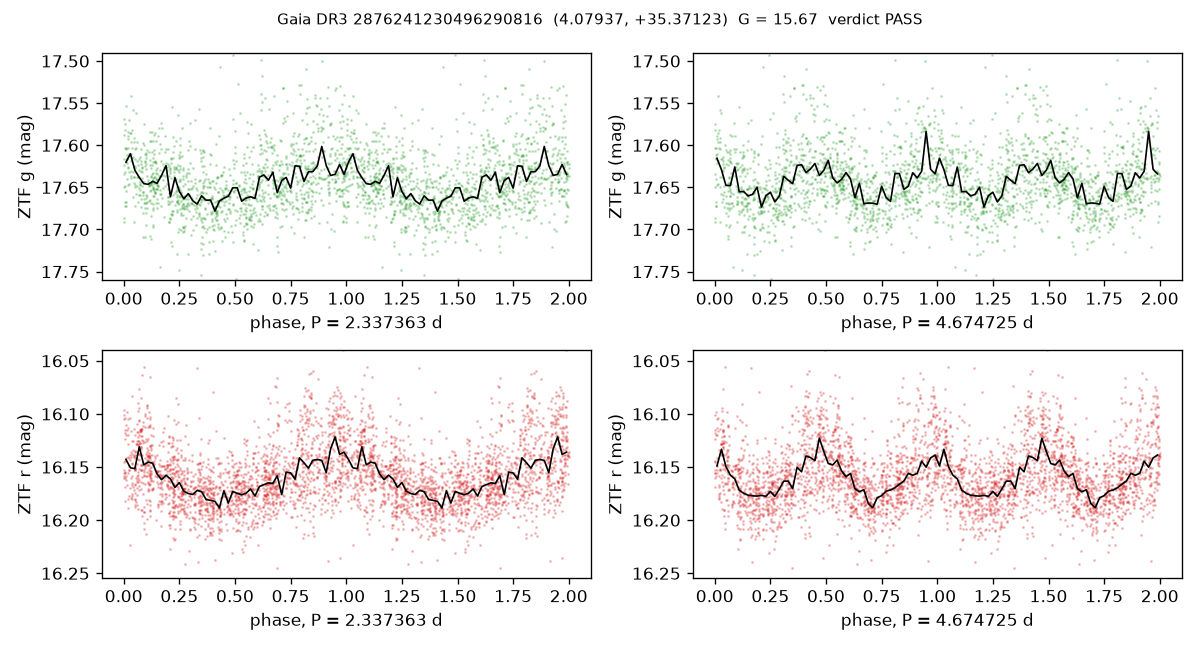 Gaia DR3 2876241230496290816  (4.07937, +35.37123)  G = 15.67  verdict PASS
17.50
17.55
17.60
17.65
17.70
17.75
ZTF g (mag)
0.00 0.25 0.50 0.75 1.00 1.25 1.50 1.75 2.00
phase, P = 2.337363 d
17.50
17.55
17.60
17.65
17.70
17.75
ZTF g (mag)
0.00 0.25 0.50 0.75 1.00 1.25 1.50 1.75 2.00
phase, P = 4.674725 d
16.05
16.10
16.15
16.20
16.25
ZTF r (mag)
0.00 0.25 0.50 0.75 1.00 1.25 1.50 1.75 2.00
phase, P = 2.337363 d
16.05
16.10
16.15
16.20
16.25
ZTF r (mag)
0.00 0.25 0.50 0.75 1.00 1.25 1.50 1.75 2.00
phase, P = 4.674725 d